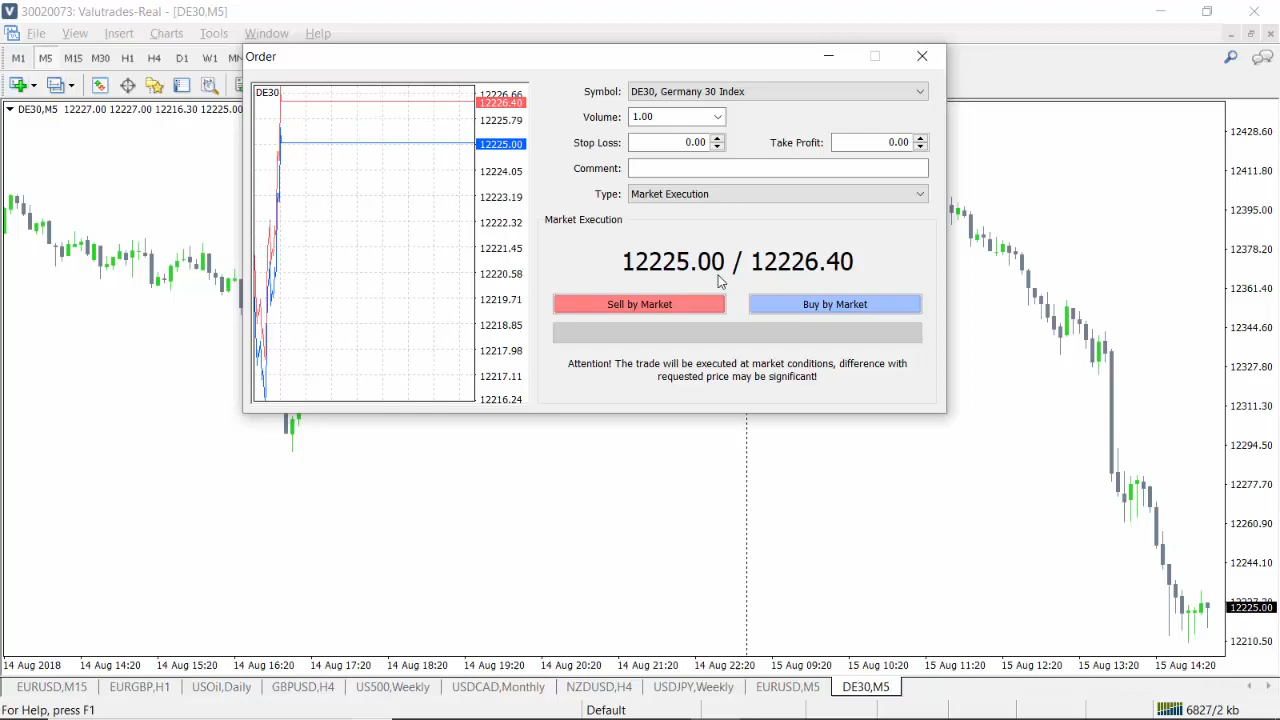 30020073: Valutrades-Real - [DE30,M5]
File View Insert Charts Tools Window Help
M1 M5 M15 M30 H1 H4 D1 W1
DE30,M5 12227.00 12227.00 12216.30 12225.00
Order
DE30
12226.66
12226.40
12225.79
12225.00
12224.05
12223.19
12222.32
12221.45
12220.58
12219.71
12218.85
12217.98
12217.11
12216.24
Symbol: DE30, Germany 30 Index
Volume: 1.00
Stop Loss: 0.00 Take Profit: 0.00
Comment:
Type: Market Execution
Market Execution
12225.00 / 12226.40
Sell by Market Buy by Market
Attention! The trade will be executed at market conditions, difference with
requested price may be significant!
12428.60
12411.80
12395.00
12378.20
12361.40
12344.60
12327.80
12311.30
12294.50
12277.70
12260.90
12244.10
12225.00
12210.50
14 Aug 2018 14 Aug 14:20 14 Aug 15:20 14 Aug 16:20 14 Aug 17:20 14 Aug 18:20 14 Aug 19:20 14 Aug 20:20 14 Aug 21:20 14 Aug 22:20 15 Aug 09:20 15 Aug 10:20 15 Aug 11:20 15 Aug 12:20 15 Aug 13:20 15 Aug 14:20
EURUSD,M15 EURGBP,H1 USOil,Daily GBPUSD,H4 US500,Weekly USDCAD,Monthly NZDUSD,H4 USDJPY,Weekly EURUSD,M5 DE30,M5
For Help, press F1 Default 6827/2 kb